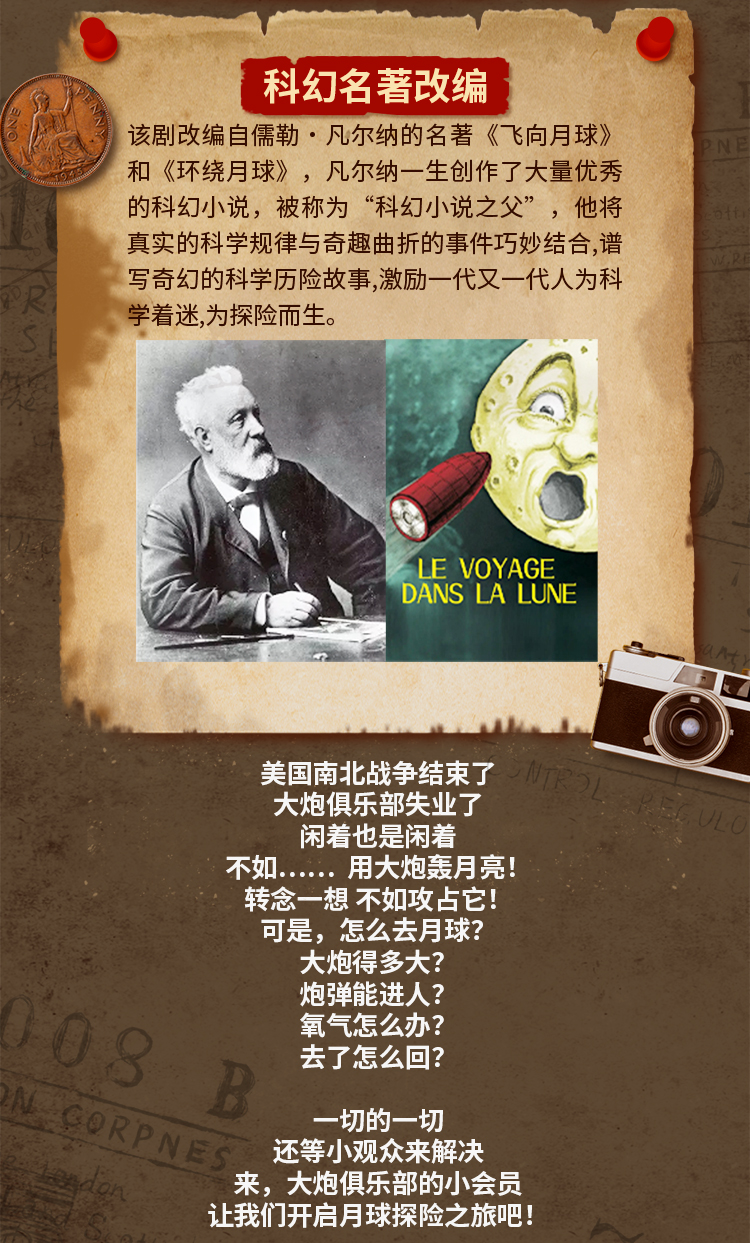 科幻名著改编
该剧改编自儒勒·凡尔纳的名著《飞向月球》
和《环绕月球》，凡尔纳一生创作了大量优秀
的科幻小说，被称为“科幻小说之父”，他将
真实的科学规律与奇趣曲折的事件巧妙结合,谱
写奇幻的科学历险故事,激励一代又一代人为科
学着迷,为探险而生。
ONE PENNY
LE VOYAGE
DANS LA LUNE
美国南北战争结束了
大炮俱乐部失业了
闲着也是闲着
不如…… 用大炮轰月亮！
转念一想 不如攻占它！
可是，怎么去月球？
大炮得多大？
炮弹能进人？
氧气怎么办？
去了怎么回？
008 B
ON CORPNES
一切的一切
还等小观众来解决
来，大炮俱乐部的小会员
让我们开启月球探险之旅吧！